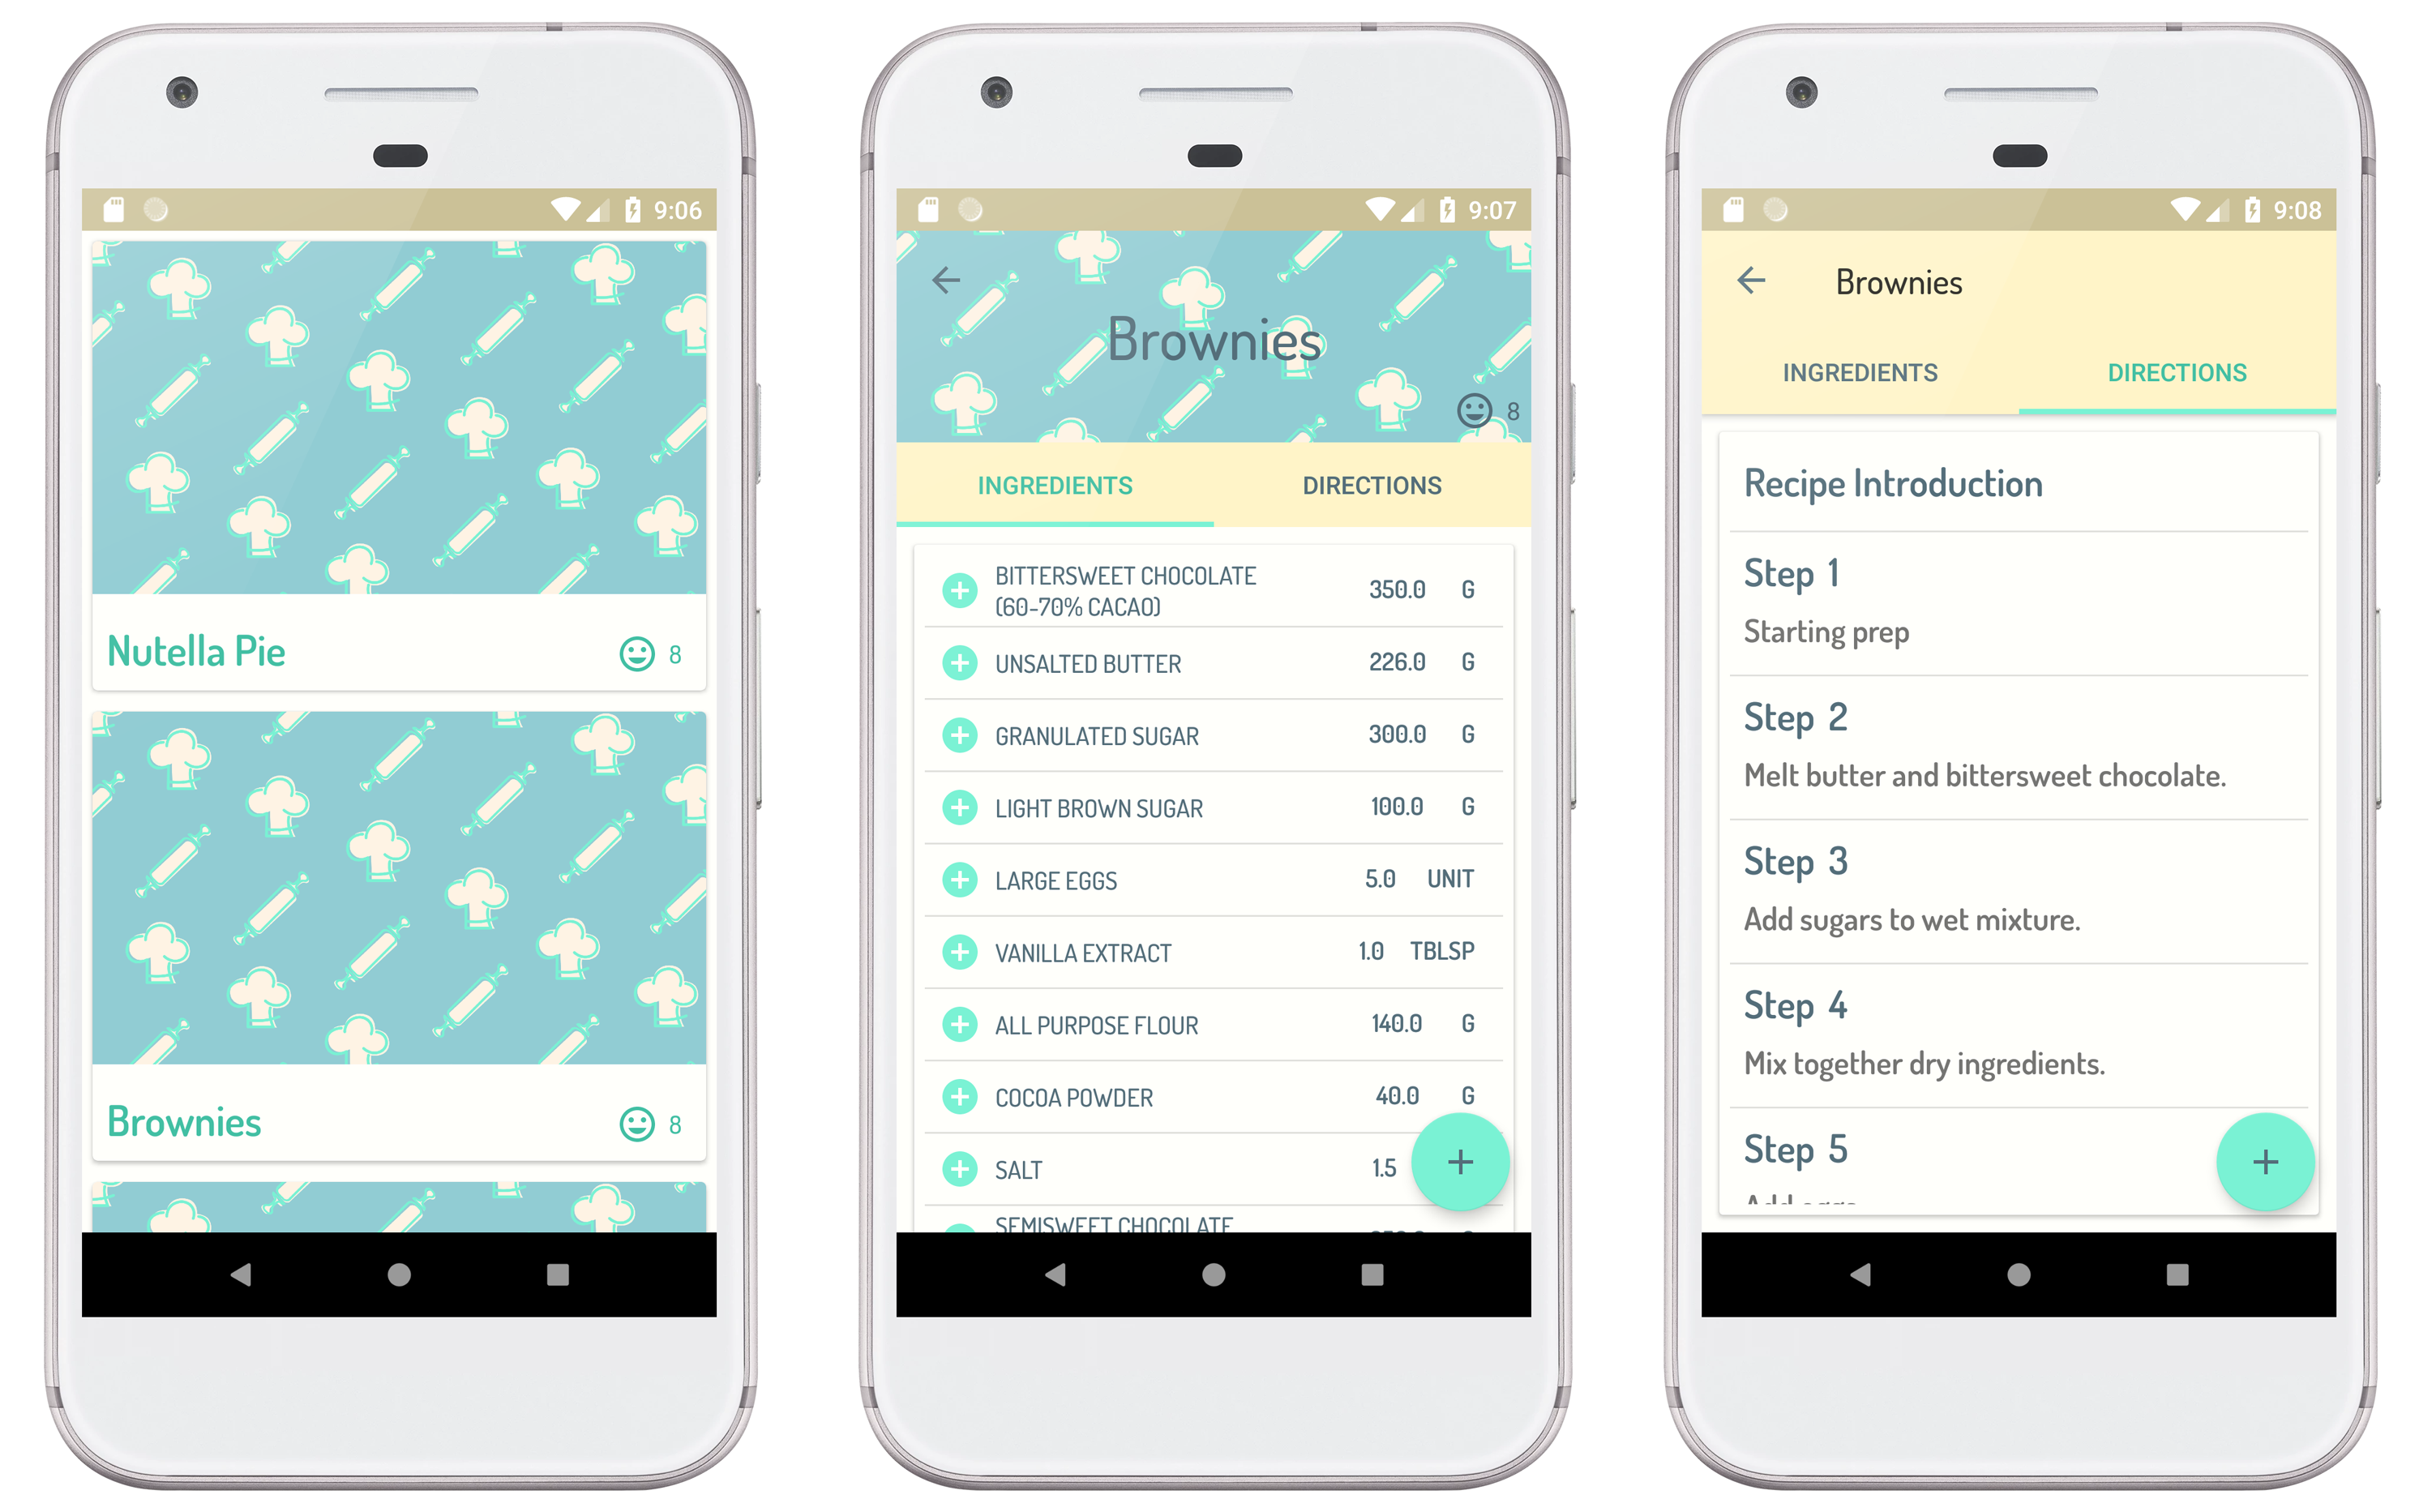 9:06
Nutella Pie
8
Brownies
8
9:07
Brownies
8
INGREDIENTS DIRECTIONS
BITTERSWEET CHOCOLATE
(60-70% CACAO) 350.0 G
UNSALTED BUTTER 226.0 G
GRANULATED SUGAR 300.0 G
LIGHT BROWN SUGAR 100.0 G
LARGE EGGS 5.0 UNIT
VANILLA EXTRACT 1.0 TBLSP
ALL PURPOSE FLOUR 140.0 G
COCOA POWDER 40.0 G
SALT 1.5
SEMISWEET CHOCOLATE
9:08
Brownies
INGREDIENTS DIRECTIONS
Recipe Introduction
Step 1
Starting prep
Step 2
Melt butter and bittersweet chocolate.
Step 3
Add sugars to wet mixture.
Step 4
Mix together dry ingredients.
Step 5